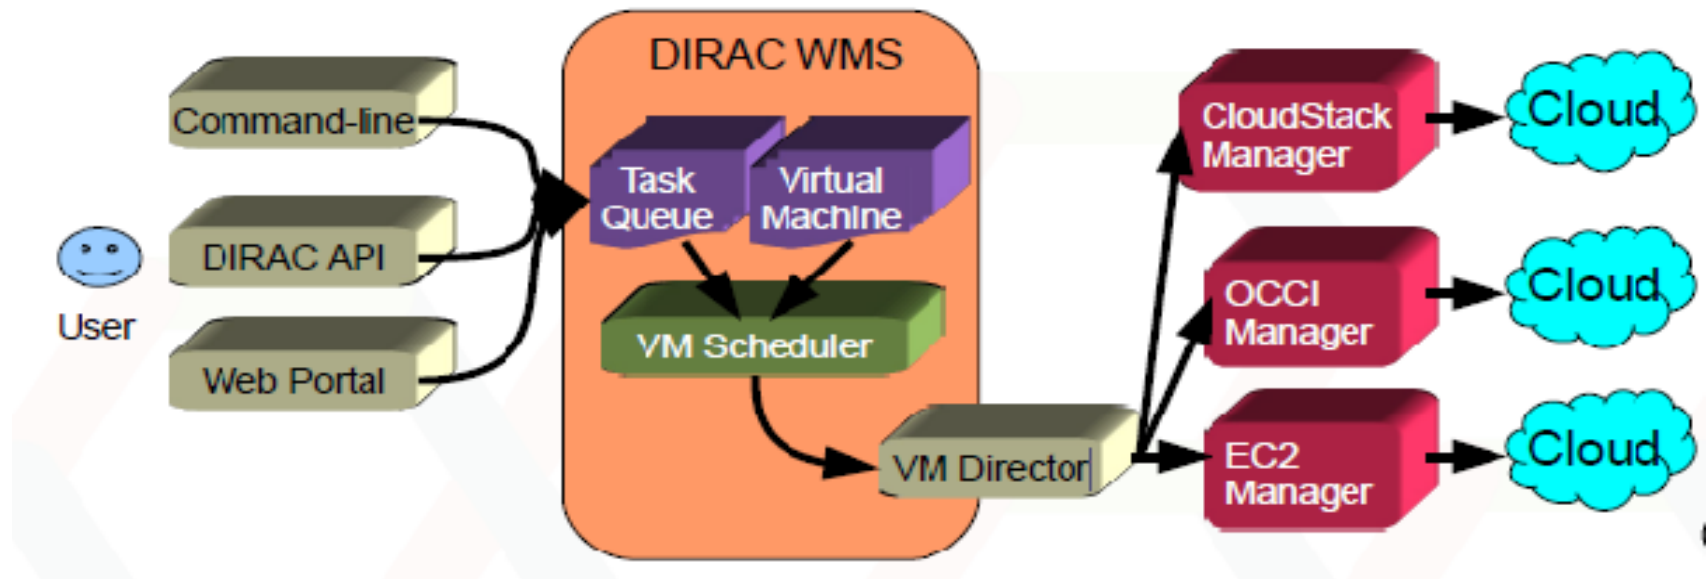 DIRAC WMS
Command-line
DIRAC API
Web Portal
User
Task
Queue
Virtual
Machine
VM Scheduler
VM Director
CloudStack
Manager
Cloud
OCCI
Manager
Cloud
EC2
Manager
Cloud